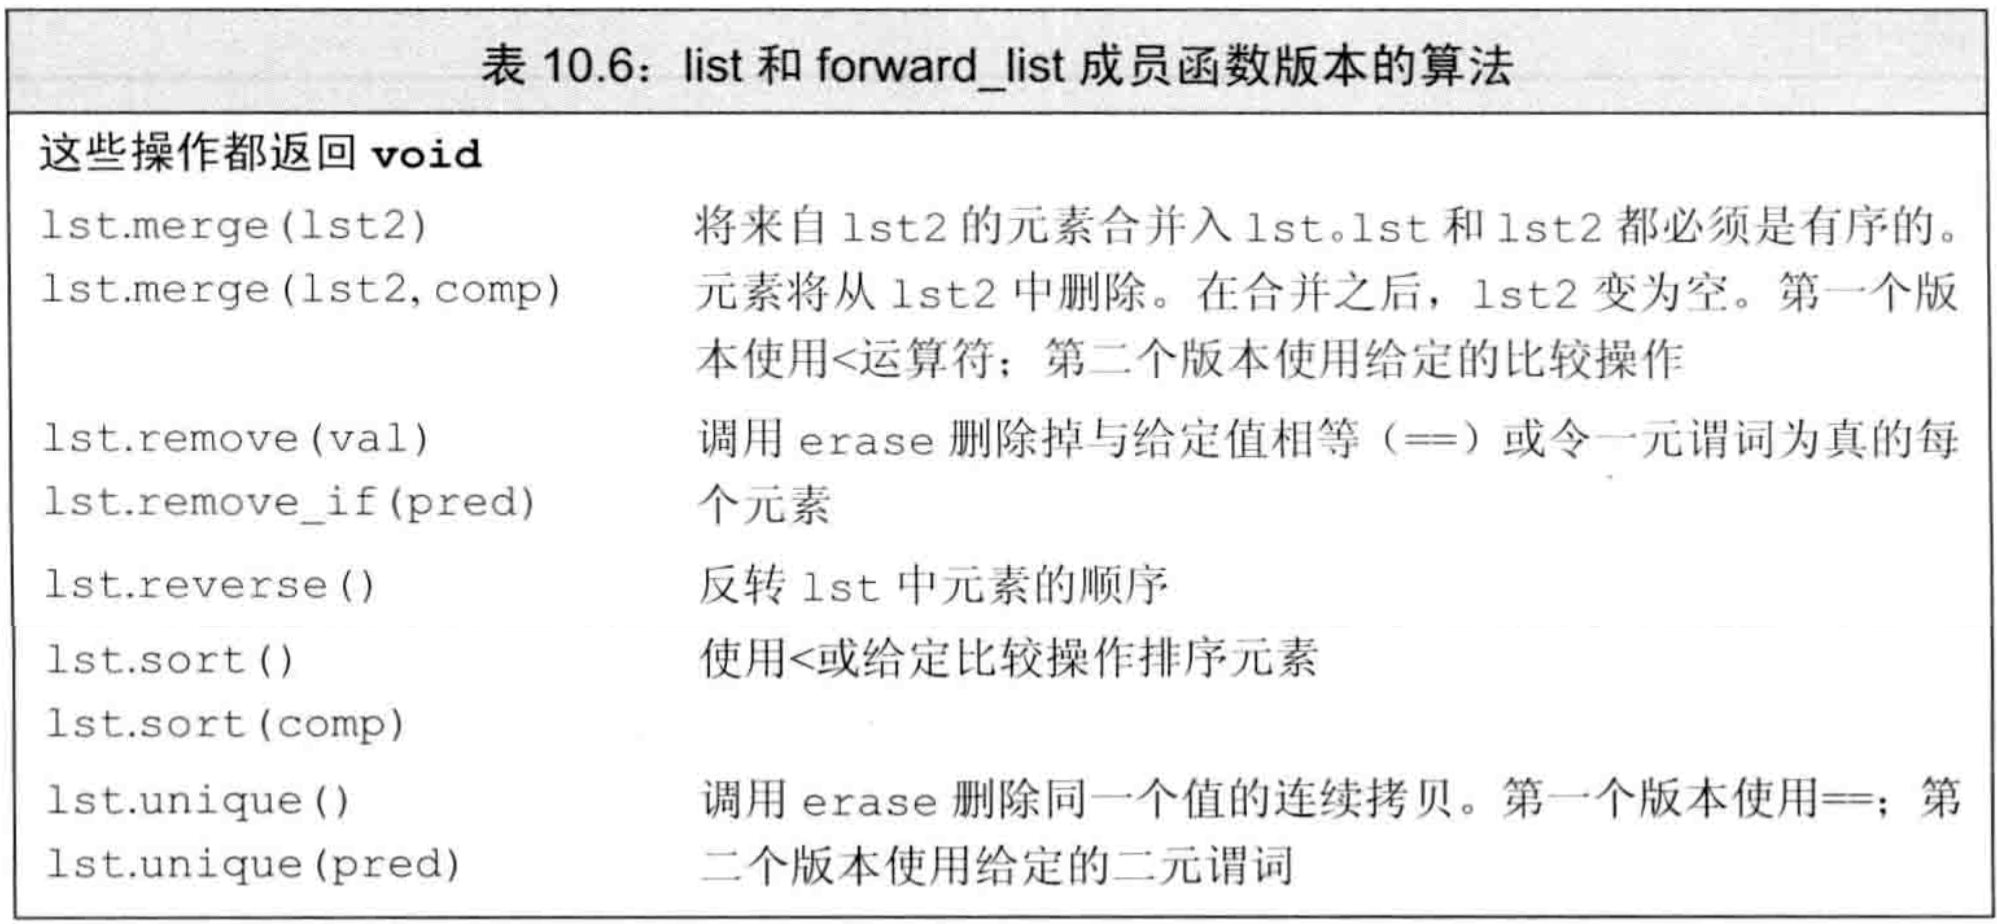 表 10.6：list 和 forward_list 成员函数版本的算法
这些操作都返回 void
lst.merge(lst2) 将来自 lst2 的元素合并入 lst。lst 和 lst2 都必须是有序的。
lst.merge(lst2,comp) 元素将从 lst2 中删除。在合并之后，lst2 变为空。第一个版
本使用<运算符；第二个版本使用给定的比较操作
lst.remove(val) 调用 erase 删除掉与给定值相等（==）或令一元谓词为真的每
lst.remove_if(pred) 个元素
lst.reverse() 反转 lst 中元素的顺序
lst.sort() 使用<或给定比较操作排序元素
lst.sort(comp)
lst.unique() 调用 erase 删除同一个值的连续拷贝。第一个版本使用==；第
lst.unique(pred) 二个版本使用给定的二元谓词